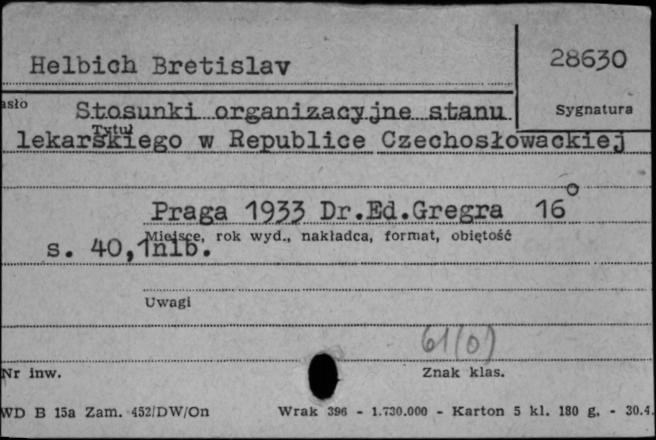 Helbich Bretislav
28630
asło
Stosunki organizacyjne stanu
Sygnatura
Tytuł
lekarskiego w Republice Czechosłowackiej
Praga 1933 Dr.Ed.Gregra 16°
Miejsce, rok wyd., nakładca, format, objętość
s. 40,1nlb.
Uwagi
61(0)
Nr inw.
Znak klas.
WD B 15a Zam. 452/DW/On
Wrak 396 - 1.730.000 - Karton 5 kl. 180 g. - 30.4.